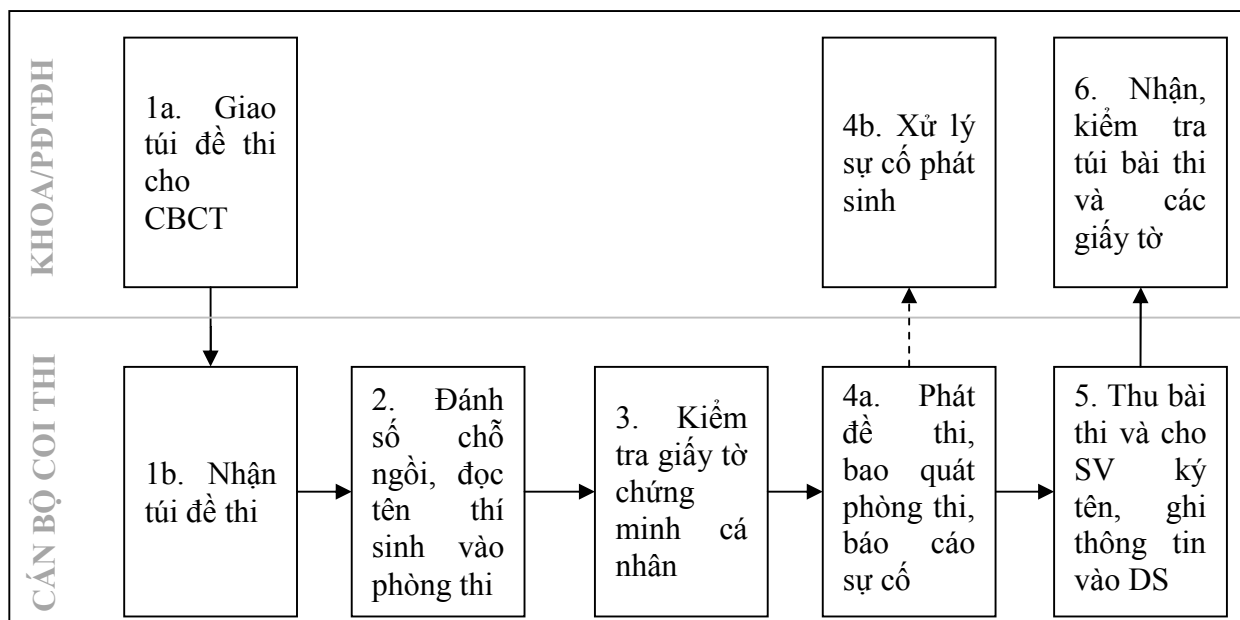 KHOA/PĐTĐH
1a. Giao
túi đề thi
cho
CBCT
4b. Xử lý
sự cố phát
sinh
6. Nhận,
kiểm tra
túi bài thi
và các
giấy tờ
CÁN BỘ COI THI
1b. Nhận
túi đề thi
2. Đánh
số chỗ
ngồi, đọc
tên thí
sinh vào
phòng thi
3. Kiểm
tra giấy tờ
chứng
minh cá
nhân
4a. Phát
đề thi,
bao quát
phòng thi,
báo cáo
sự cố
5. Thu bài
thi và cho
SV ký
tên, ghi
thông tin
vào DS